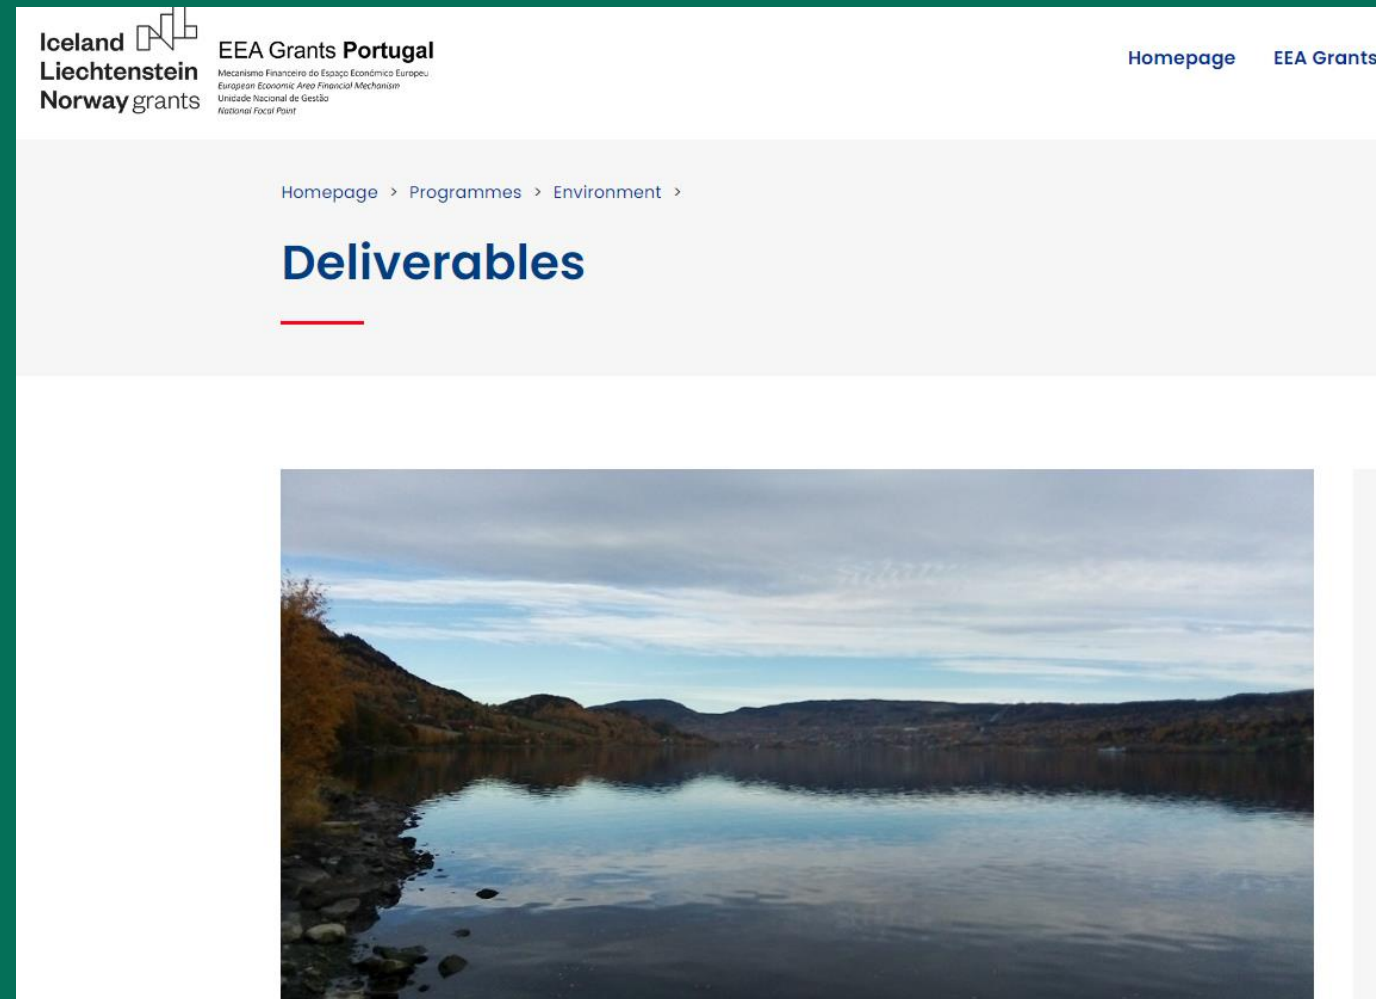 Iceland
Liechtenstein
Norway grants
EEA Grants Portugal
Mecanismo Financeiro do Espaço Económico Europeu
European Economic Area Financial Mechanism
Unidade Nacional de Gestão
National Focal Point
Homepage EEA Grants
Homepage > Programmes > Environment >
Deliverables